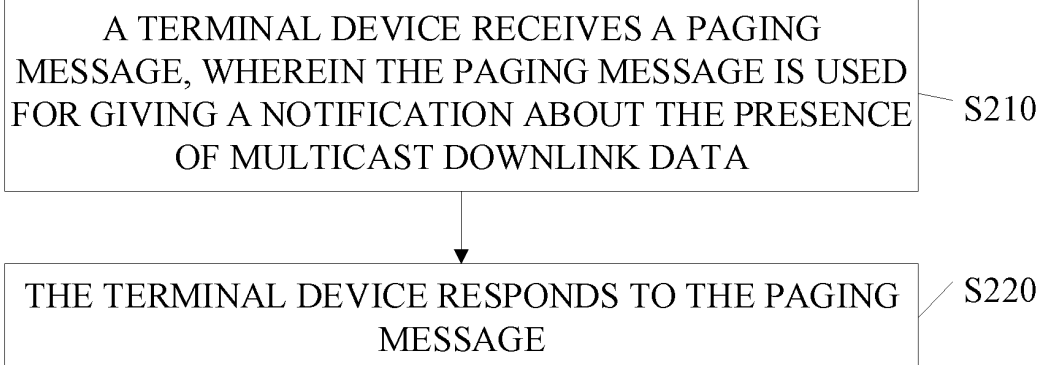 A TERMINAL DEVICE RECEIVES A PAGING
MESSAGE, WHEREIN THE PAGING MESSAGE IS USED
FOR GIVING A NOTIFICATION ABOUT THE PRESENCE
OF MULTICAST DOWNLINK DATA
S210
THE TERMINAL DEVICE RESPONDS TO THE PAGING
MESSAGE
S220